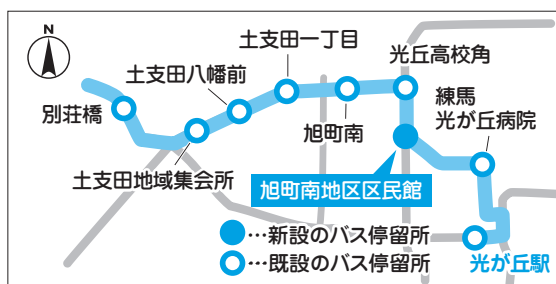 N
土支田一丁目
光丘高校角
土支田八幡前
別荘橋
旭町南
練馬
光が丘病院
土支田地域集会所
旭町南地区区民館
●…新設のバス停留所
○…既設のバス停留所
光が丘駅